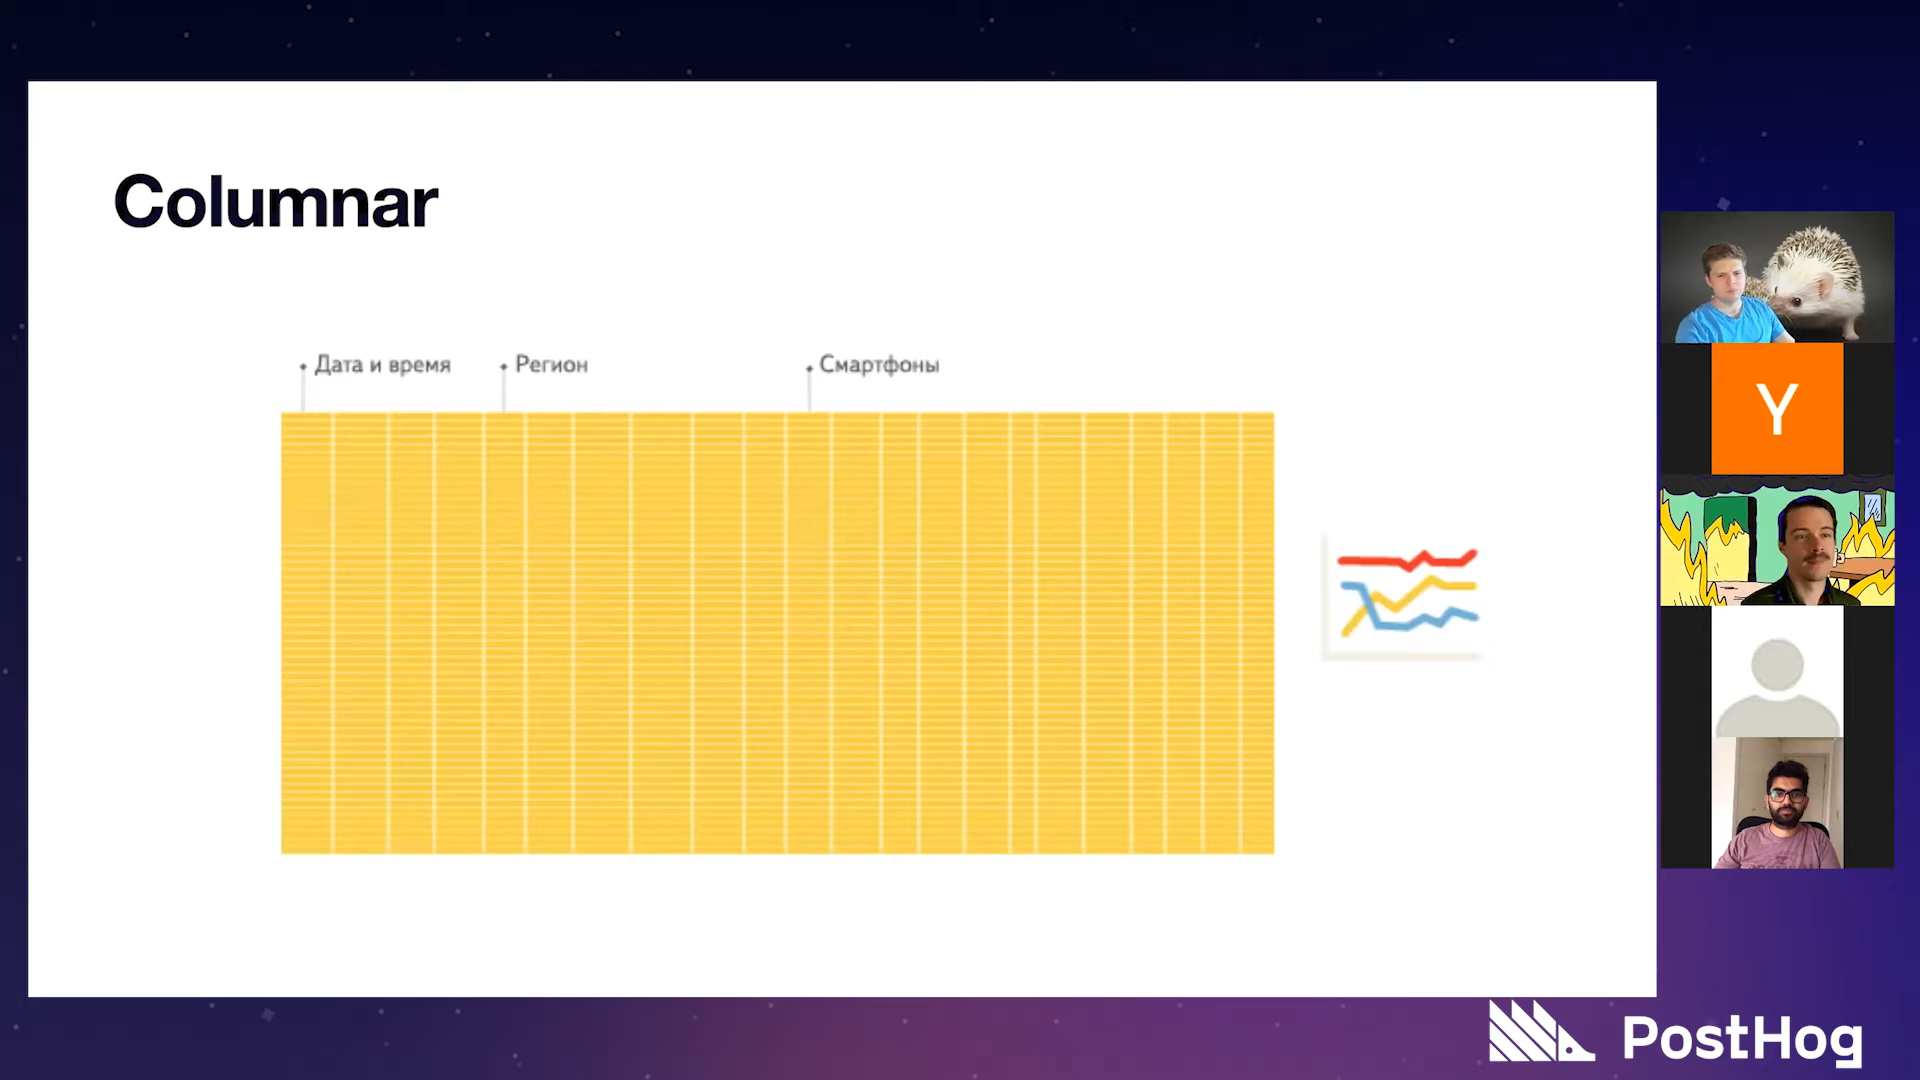 Columnar
Дата и время
Регион
Смартфоны
Y
PostHog